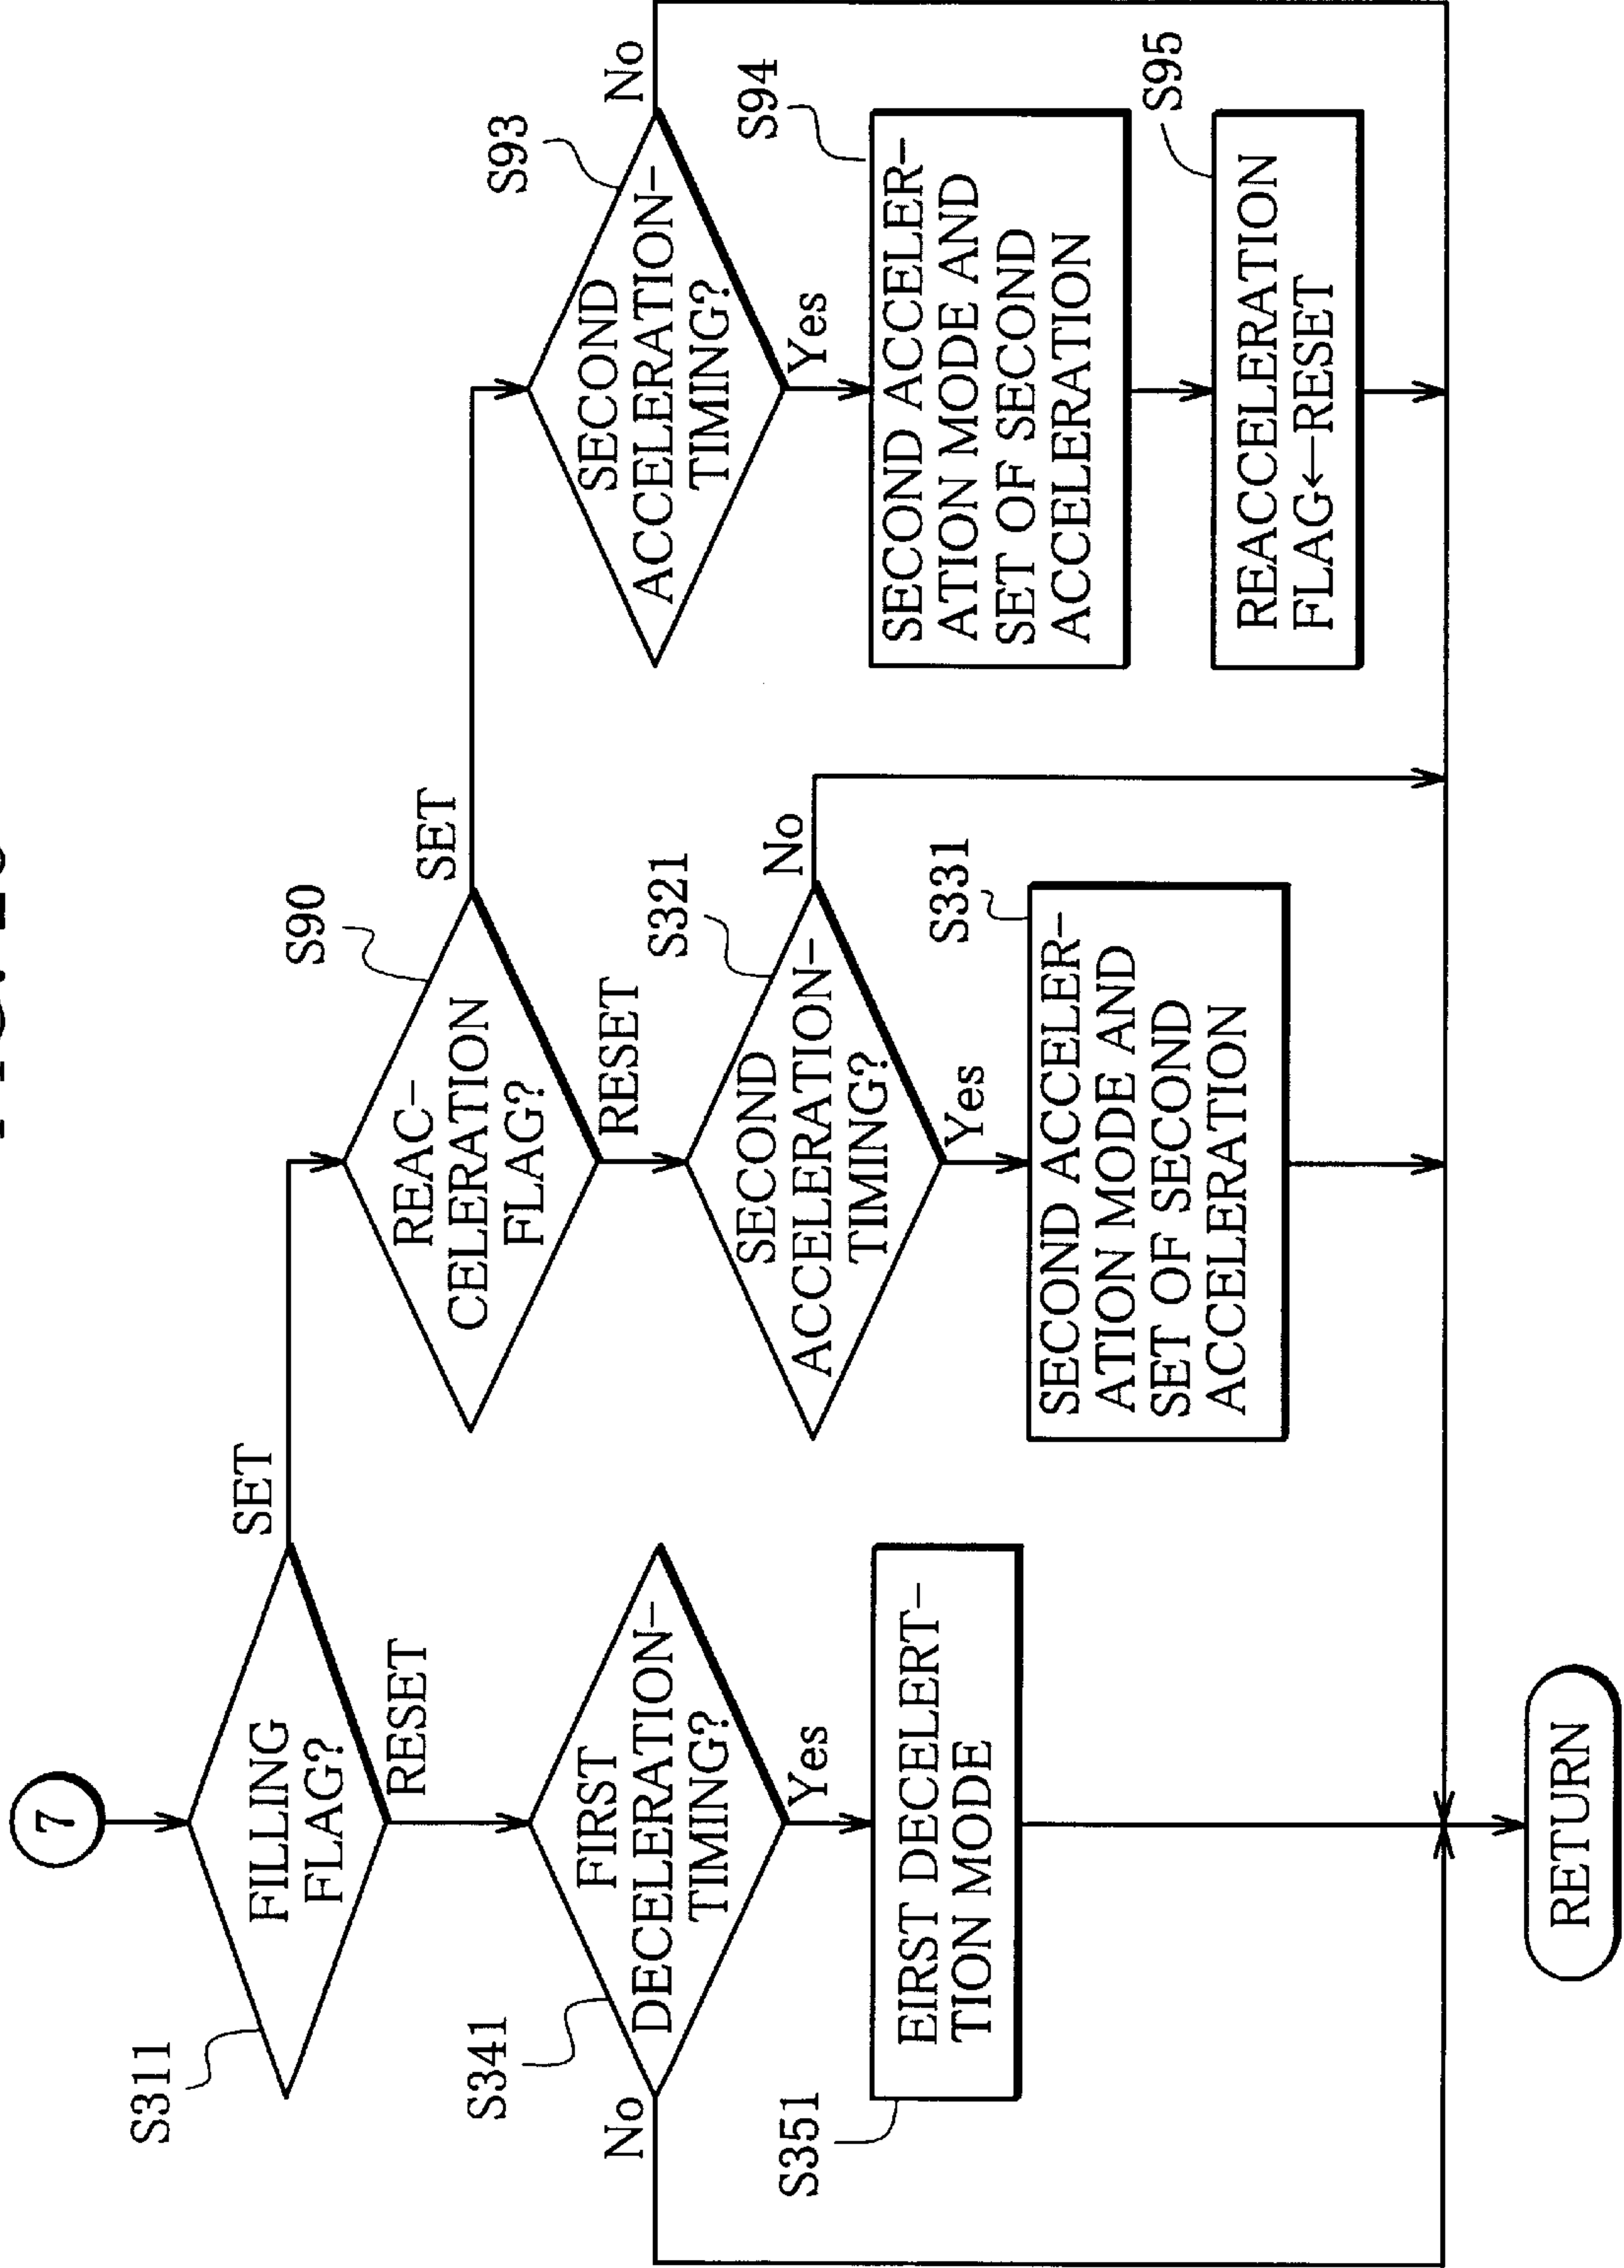 7
S311
FILLING
FLAG?
SET
RESET
S341
FIRST
DECELERATION-
TIMING?
No
Yes
S351
EIRST DECELERT-
TION MODE
S90
REAC-
CELERATION
FLAG?
SET
RESET
S321
SECOND
ACCELERATION-
TIMING?
No
Yes
S331
SECOND ACCELER-
ATION MODE AND
SET OF SECOND
ACCELERATION
S93
SECOND
ACCELERATION-
TIMING?
No
Yes
S94
SECOND ACCELER-
ATION MODE AND
SET OF SECOND
ACCELERATION
S95
REACCELERATION
FLAG←RESET
RETURN